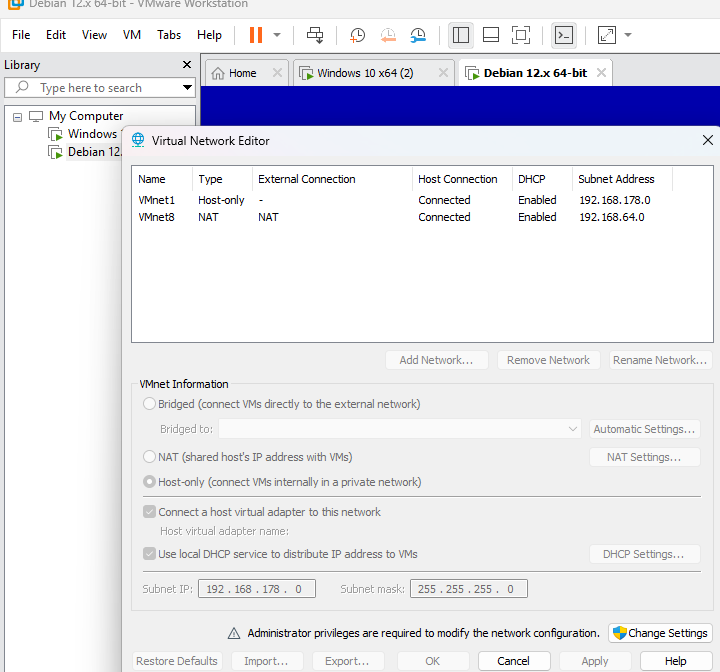 Debian 12.x 64-bit - VMware Workstation
File Edit View VM Tabs Help
Library
Type here to search
Home
Windows 10 x64 (2)
Debian 12.x 64-bit
My Computer
Windows
Debian 12.
Virtual Network Editor
Name Type External Connection Host Connection DHCP Subnet Address
VMnet1 Host-only - Connected Enabled 192.168.178.0
VMnet8 NAT NAT Connected Enabled 192.168.64.0
Add Network... Remove Network Rename Network...
VMnet Information
Bridged (connect VMs directly to the external network)
Bridged to: Automatic Settings...
NAT (shared host's IP address with VMs) NAT Settings...
Host-only (connect VMs internally in a private network)
Connect a host virtual adapter to this network
Host virtual adapter name:
Use local DHCP service to distribute IP address to VMs DHCP Settings...
Subnet IP: 192 . 168 . 178 . 0 Subnet mask: 255 . 255 . 255 . 0
Administrator privileges are required to modify the network configuration. Change Settings
Restore Defaults Import... Export... OK Cancel Apply Help